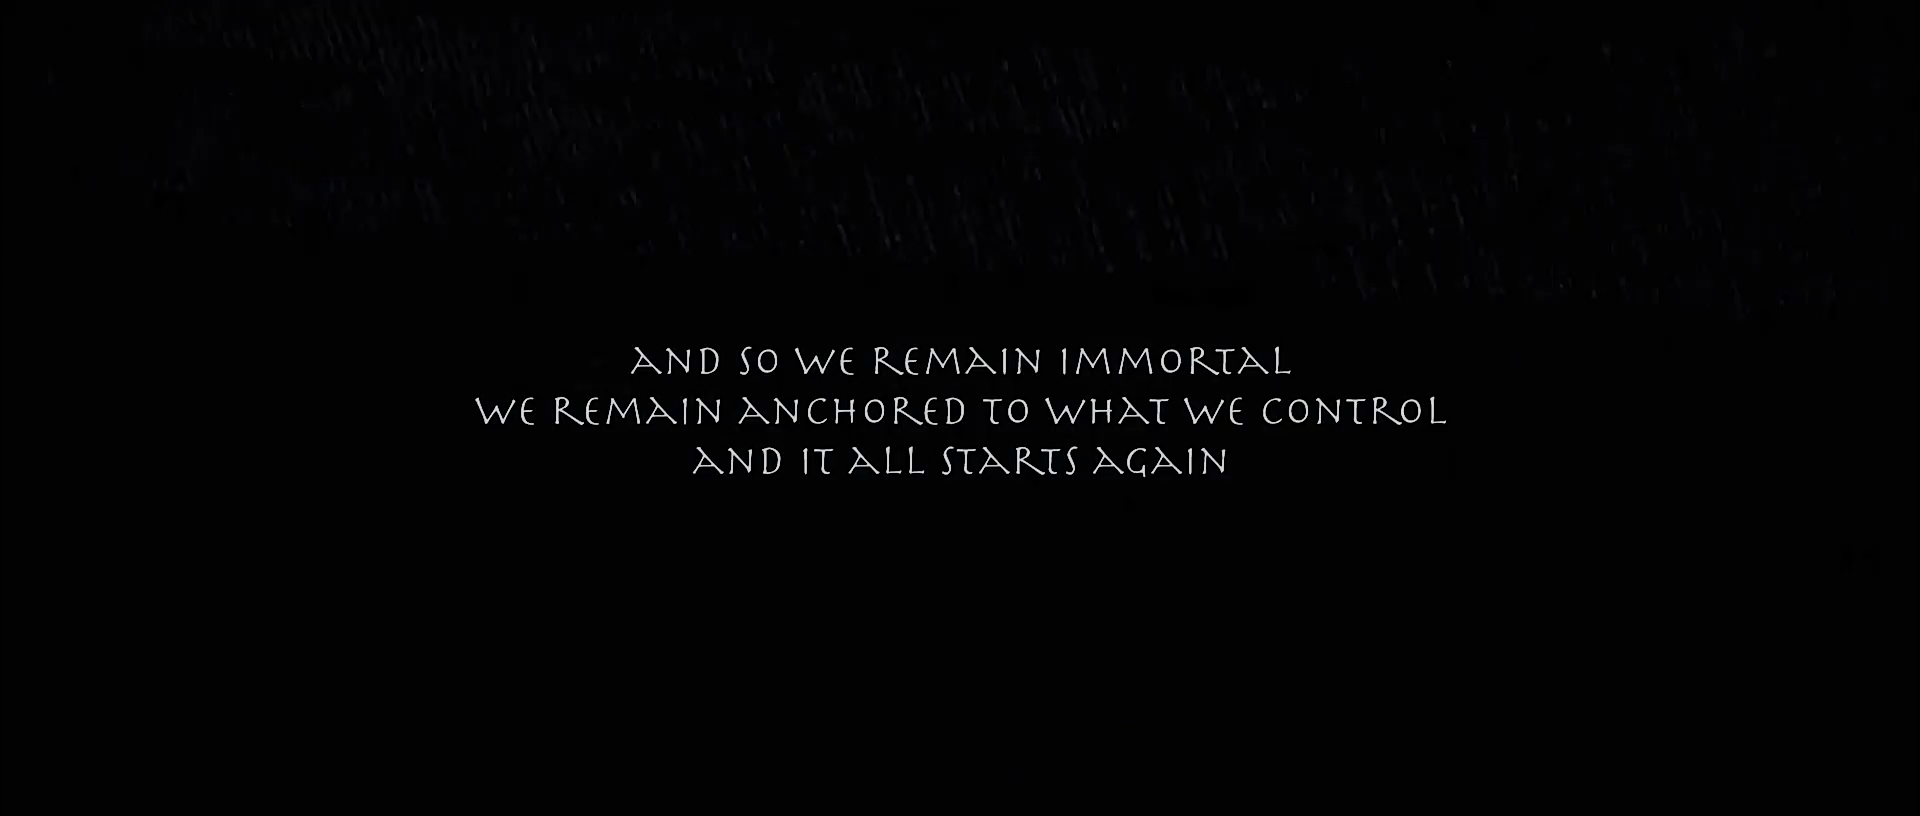 AND SO WE REMAIN IMMORTAL
WE REMAIN ANCHORED TO WHAT WE CONTROL
AND IT ALL STARTS AGAIN